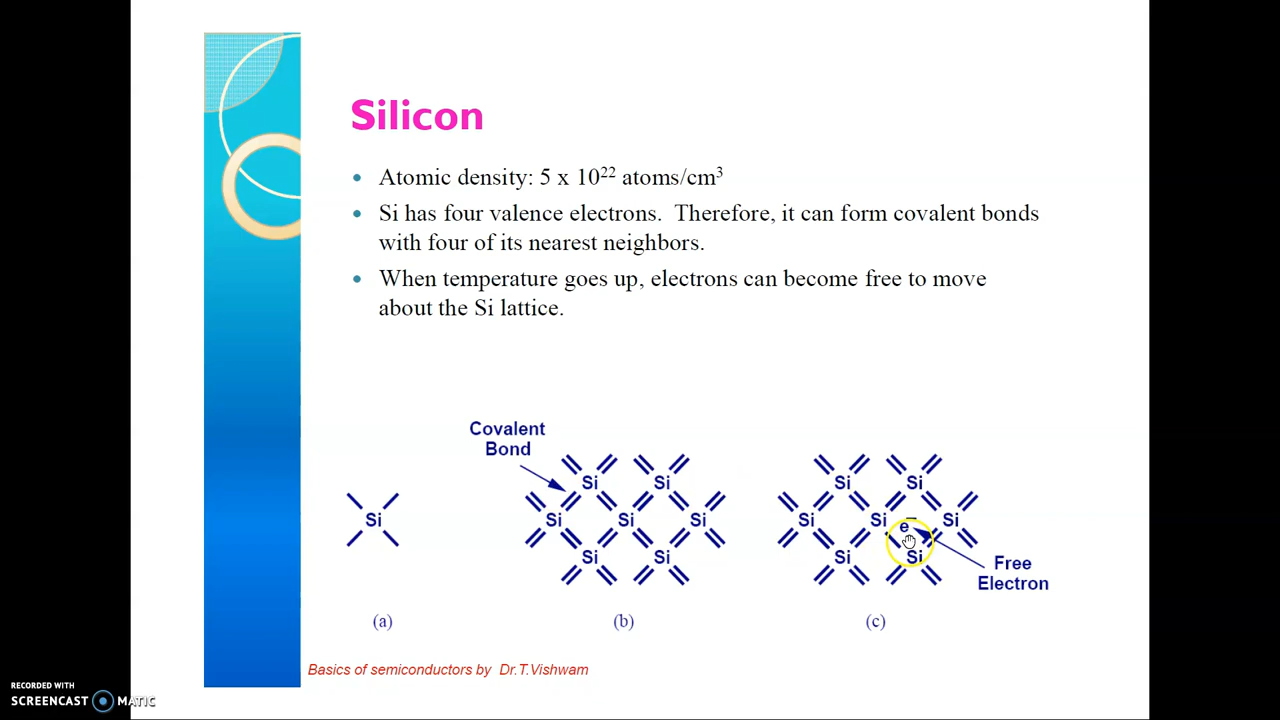 Silicon
Atomic density: 5 x 10²² atoms/cm³
Si has four valence electrons. Therefore, it can form covalent bonds
with four of its nearest neighbors.
When temperature goes up, electrons can become free to move
about the Si lattice.
Covalent
Bond
Si Si Si Si Si
Si Si Si Si Si Si Si
e⁻
Si Si Si Si
Free
Electron
(a) (b) (c)
Basics of semiconductors by Dr.T.Vishwam
RECORDED WITH
SCREENCAST MATIC